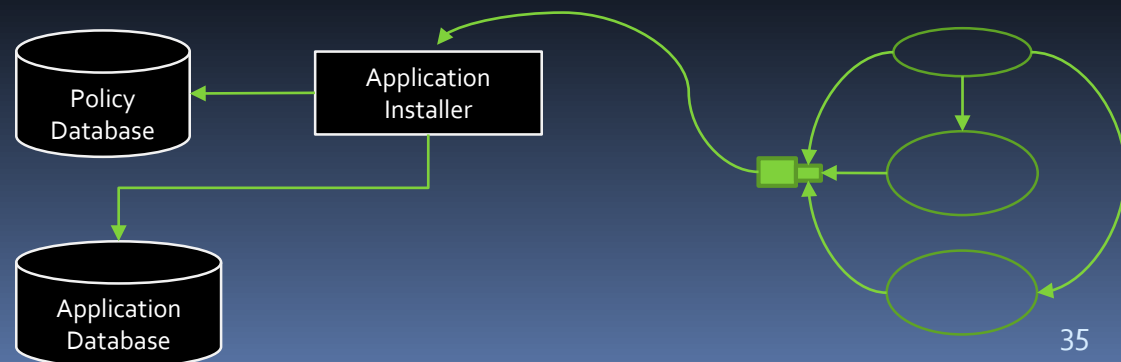 Policy
Database
Application
Installer
Application
Database
35